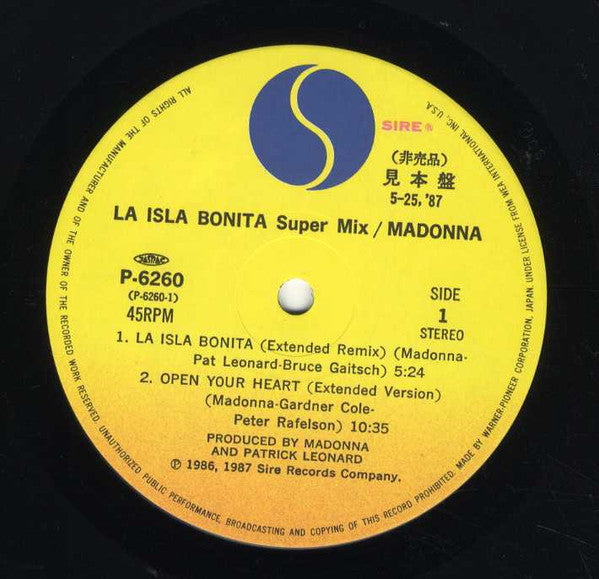 SIRE®
(非売品)
見本盤
5-25, '87
LA ISLA BONITA Super Mix / MADONNA
JASRAC
P-6260
(P-6260-1)
45RPM
SIDE
1
STEREO
1. LA ISLA BONITA (Extended Remix) (Madonna-
Pat Leonard-Bruce Gaitsch) 5:24
2. OPEN YOUR HEART (Extended Version)
(Madonna-Gardner Cole-
Peter Rafelson) 10:35
PRODUCED BY MADONNA
AND PATRICK LEONARD
℗ 1986, 1987 Sire Records Company.
ALL RIGHTS OF THE MANUFACTURER AND OF THE OWNER OF THE RECORDED WORK RESERVED. UNAUTHORIZED PUBLIC PERFORMANCE, BROADCASTING AND COPYING OF THIS RECORD PROHIBITED. MADE BY WARNER-PIONEER CORPORATION, JAPAN. UNDER LICENSE FROM WEA INTERNATIONAL INC., U.S.A.